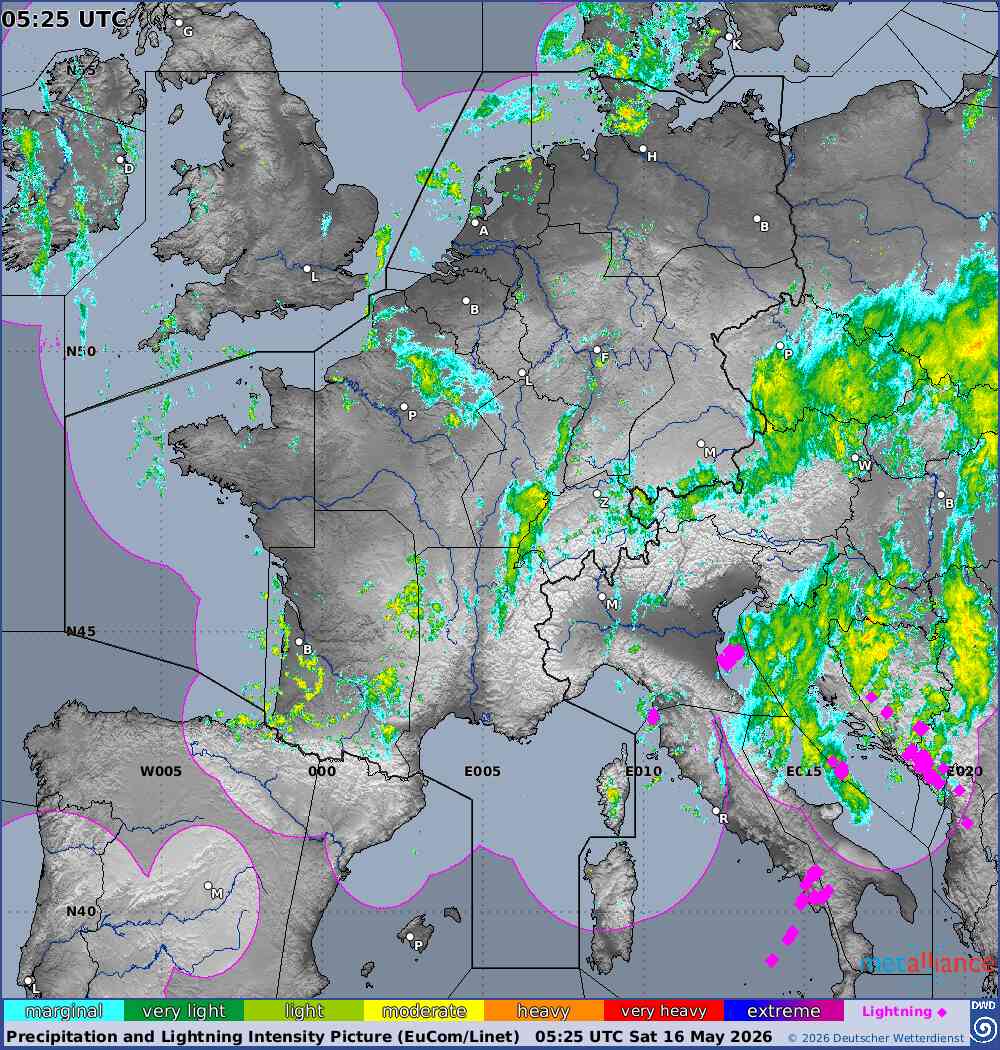 05:25 UTC
G
K
N55
D
H
A
B
L
B
N50
P
F
L
P
M
W
Z
B
M
N45
B
W005
000
E005
E010
E015
E020
R
M
N40
P
L
metalliance
marginal very light light moderate heavy very heavy extreme Lightning
DWD
Precipitation and Lightning Intensity Picture (EuCom/Linet) 05:25 UTC Sat 16 May 2026 © 2026 Deutscher Wetterdienst